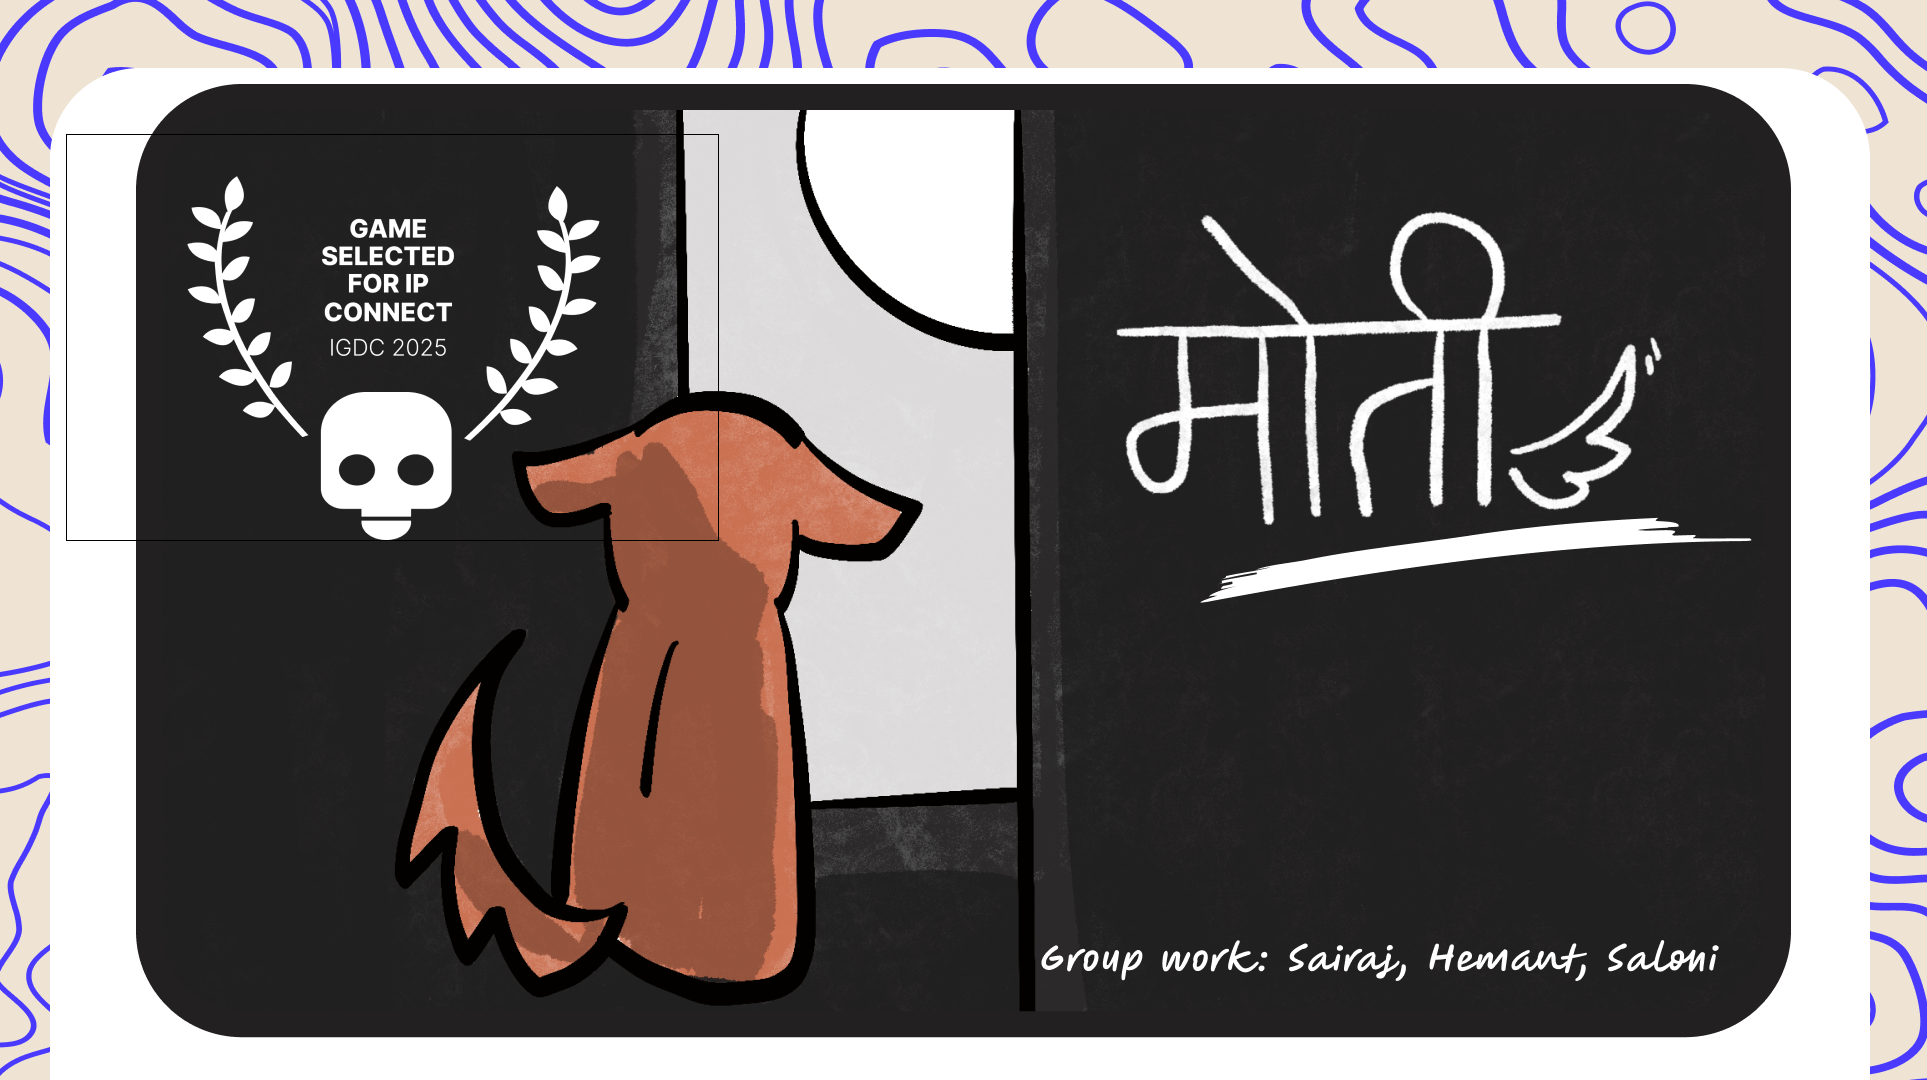 GAME
SELECTED
FOR IP
CONNECT
IGDC 2025
मोती
Group work: Sairaj, Hemant, Saloni